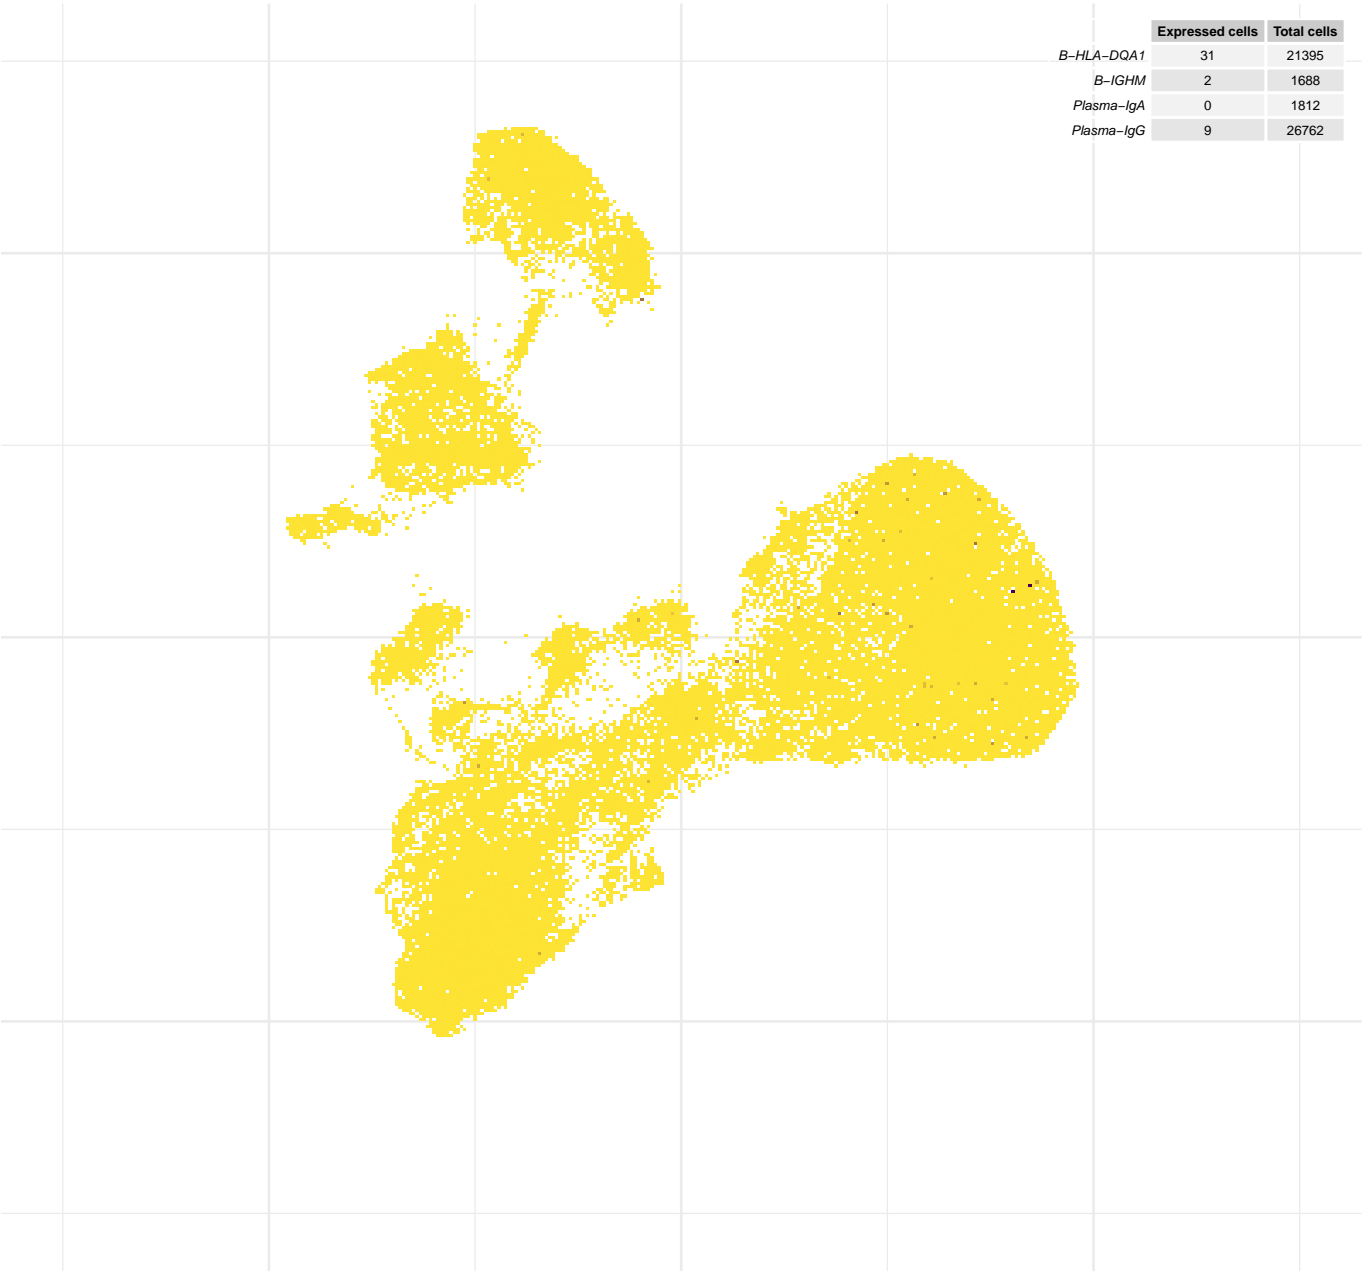 Expressed cells Total cells
B−HLA−DQA1 31 21395
B−IGHM 2 1688
Plasma−IgA 0 1812
Plasma−IgG 9 26762